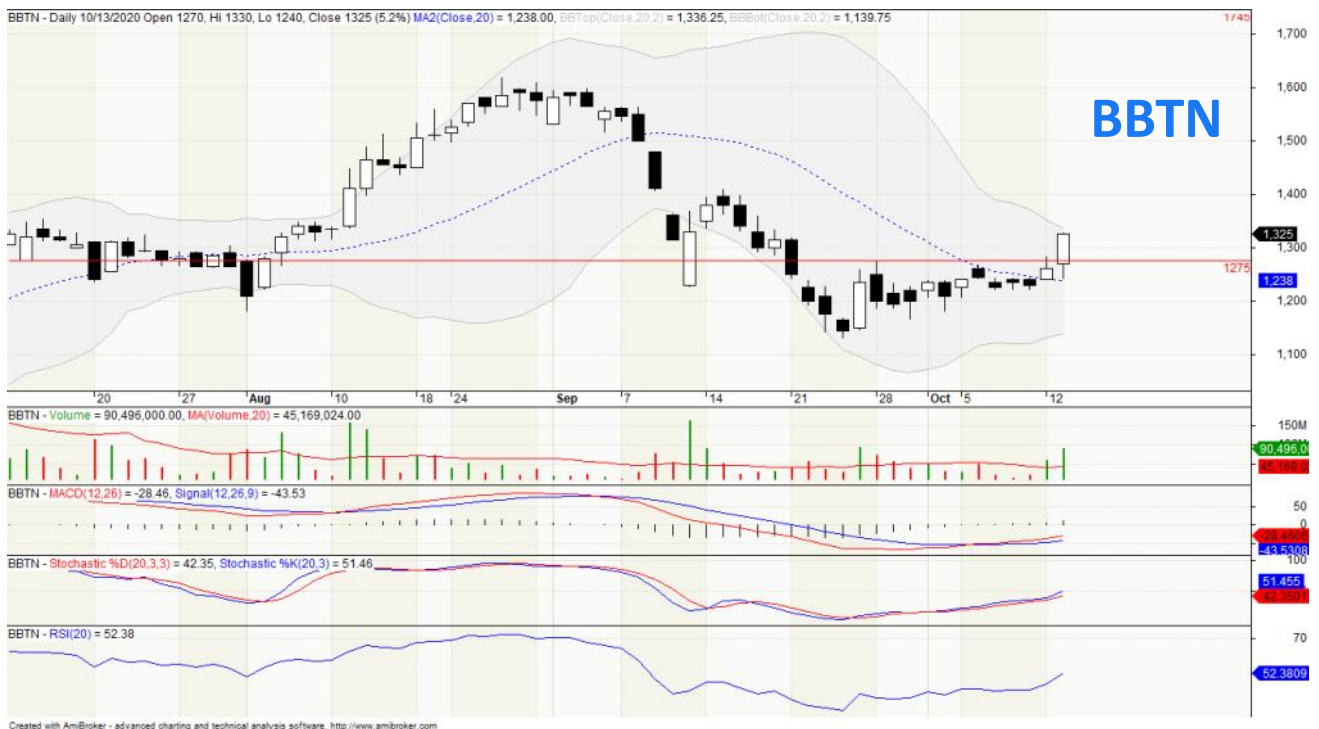 BBTN - Daily 10/13/2020 Open 1270, Hi 1330, Lo 1240, Close 1325 (5.2%) MA2(Close,20) = 1,238.00, BBTop(Close,20,2) = 1,336.25, BBBot(Close,20,2) = 1,139.75
1745
1,700
1,600
BBTN
1,500
1,400
1,325
1,300
1275
1,238
1,200
1,100
20 27 Aug 10 18 24 Sep 7 14 21 28 Oct 5 12
BBTN - Volume = 90,496,000.00, MA(Volume,20) = 45,169,024.00
150M
90,496,0
45,169,0
BBTN - MACD(12,26) = -28.46, Signal(12,26,9) = -43.53
50
0
-28.4606
-43.5308
BBTN - Stochastic %D(20,3,3) = 42.35, Stochastic %K(20,3) = 51.46
100
51.455
42.3501
BBTN - RSI(20) = 52.38
70
52.3809
Created with AmiBroker - advanced charting and technical analysis software. http://www.amibroker.com